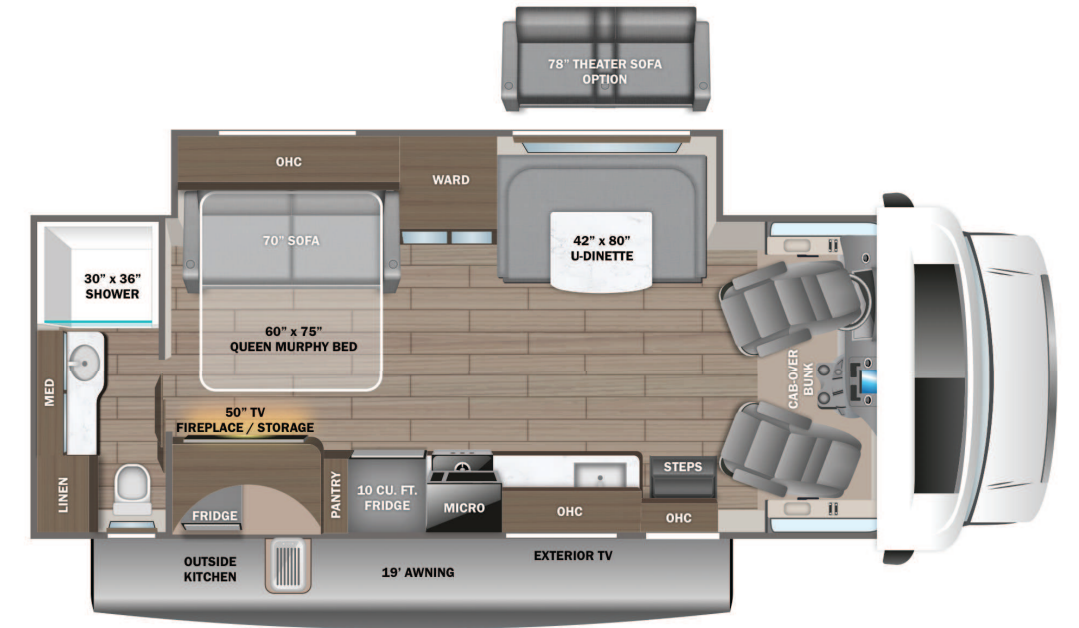 78” THEATER SOFA
OPTION
OHC
WARD
70” SOFA
42” x 80”
U-DINETTE
30” x 36”
SHOWER
60” x 75”
QUEEN MURPHY BED
CAB-OVER
BUNK
MED
50” TV
FIREPLACE / STORAGE
LINEN
FRIDGE
PANTRY
10 CU. FT.
FRIDGE
MICRO
OHC
STEPS
OHC
OUTSIDE
KITCHEN
19’ AWNING
EXTERIOR TV